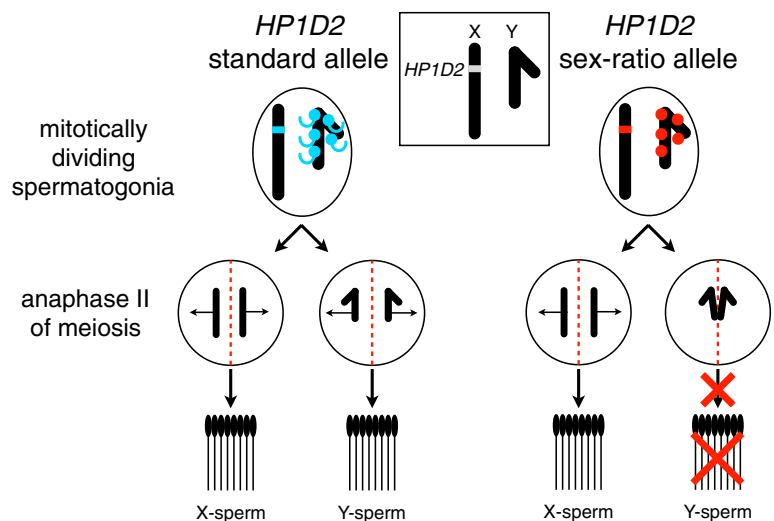 HP1D2
standard allele
X Y
HP1D2
HP1D2
sex-ratio allele
mitotically
dividing
spermatogonia
anaphase II
of meiosis
X-sperm
Y-sperm
X-sperm
Y-sperm